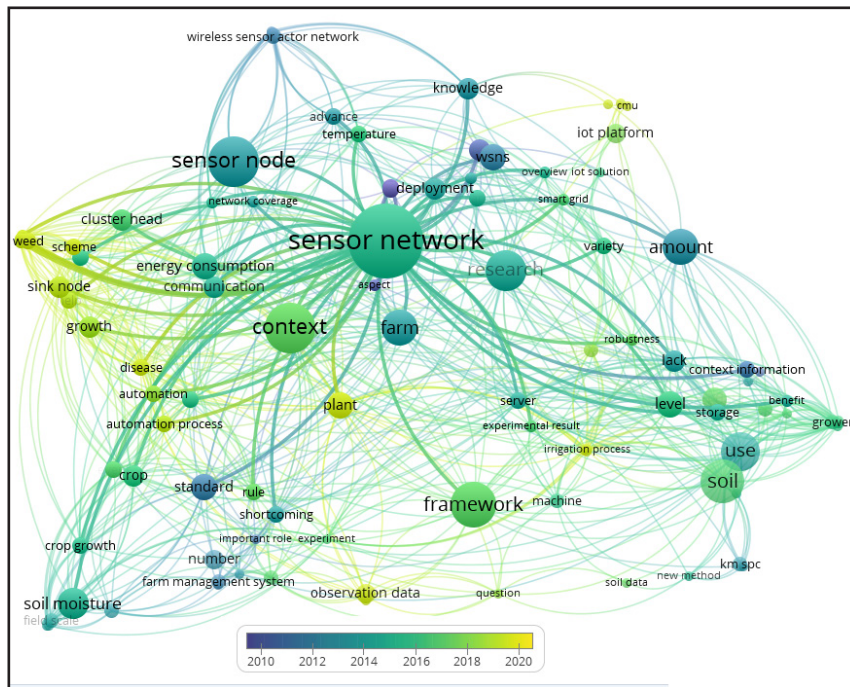 wireless sensor actor network
knowledge
cmu
advance
iot platform
temperature
sensor node
wsns
overview iot solution
deployment
network coverage
smart grid
cluster head
sensor network
weed
scheme
variety
amount
energy consumption
research
communication
aspect
sink node
growth
context
farm
robustness
disease
lack
context information
automation
plant
server
level
storage
benefit
automation process
experimental result
grower
irrigation process
use
crop
standard
rule
soil
framework
machine
shortcoming
crop growth
important role
experiment
number
km spc
farm management system
observation data
question
soil data
new method
soil moisture
field scale
2010
2012
2014
2016
2018
2020